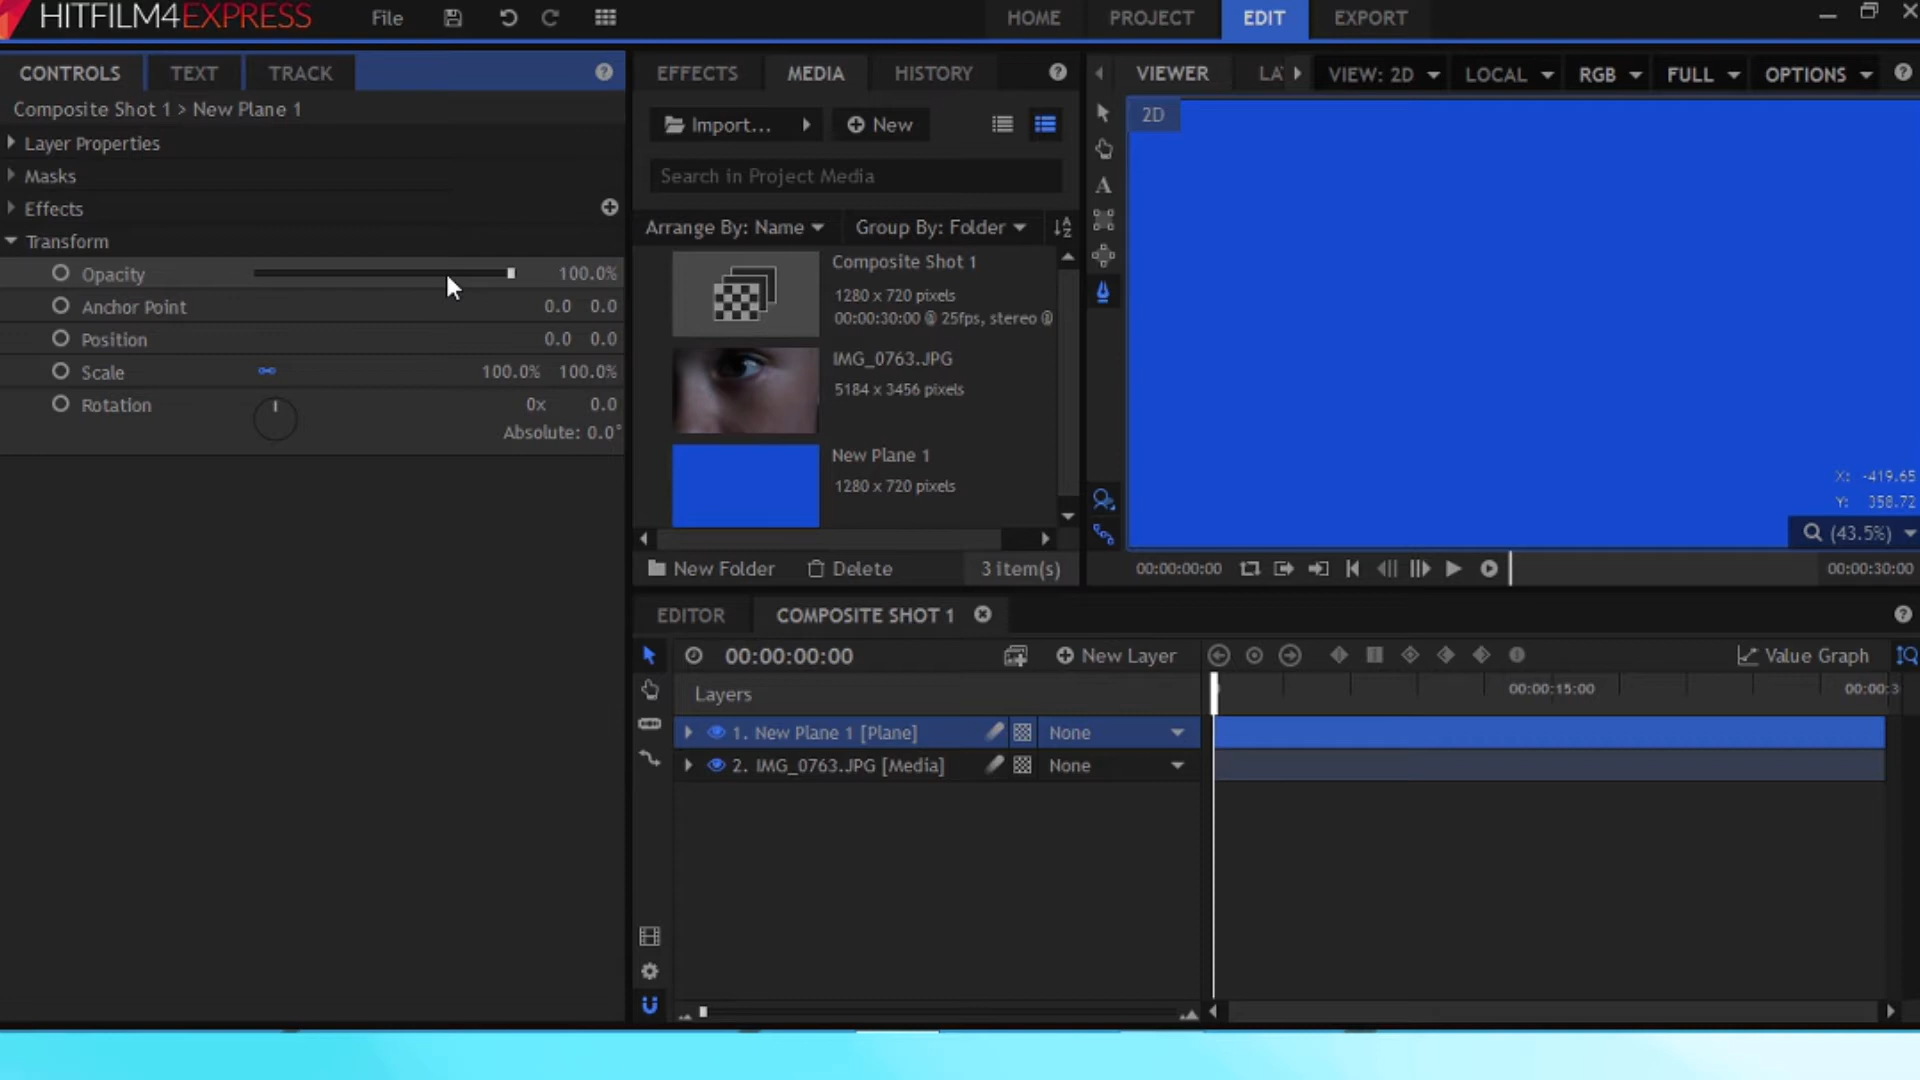 HITFILM4EXPRESS File HOME PROJECT EDIT EXPORT
CONTROLS TEXT TRACK
Composite Shot 1 > New Plane 1
Layer Properties
Masks
Effects
Transform
Opacity 100.0%
Anchor Point 0.0 0.0
Position 0.0 0.0
Scale 100.0% 100.0%
Rotation 0x 0.0
Absolute: 0.0°
EFFECTS MEDIA HISTORY
Import... New
Search in Project Media
Arrange By: Name Group By: Folder
Composite Shot 1
1280 x 720 pixels
00:00:30:00 @ 25fps, stereo @
IMG_0763.JPG
5184 x 3456 pixels
New Plane 1
1280 x 720 pixels
New Folder Delete 3 item(s)
VIEWER LA VIEW: 2D LOCAL RGB FULL OPTIONS
2D
X: -419.65
Y: 358.72
(43.5%)
00:00:00:00 00:00:30:00
EDITOR COMPOSITE SHOT 1
00:00:00:00 New Layer Value Graph
Layers 00:00:15:00 00:00:3
1. New Plane 1 [Plane] None
2. IMG_0763.JPG [Media] None